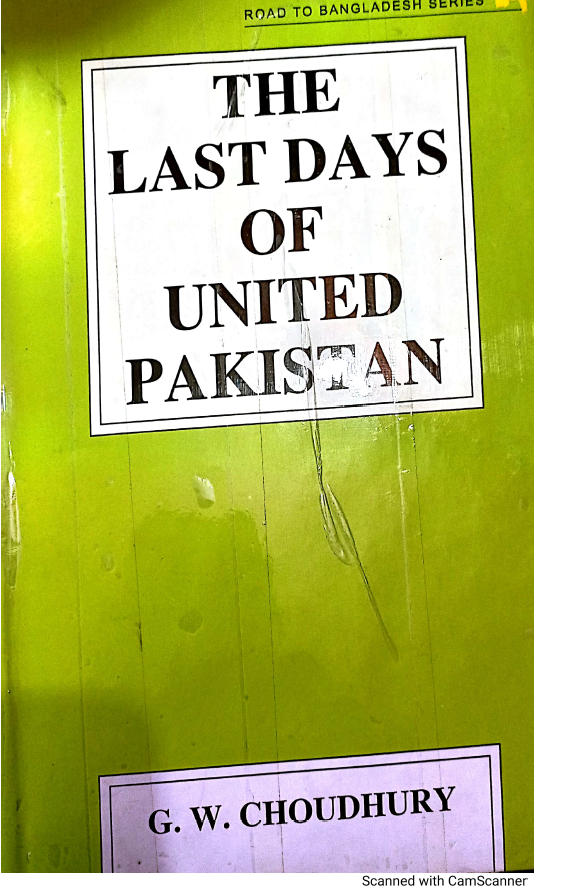 ROAD TO BANGLADESH SERIES
THE
LAST DAYS
OF
UNITED
PAKISTAN
G. W. CHOUDHURY
Scanned with CamScanner